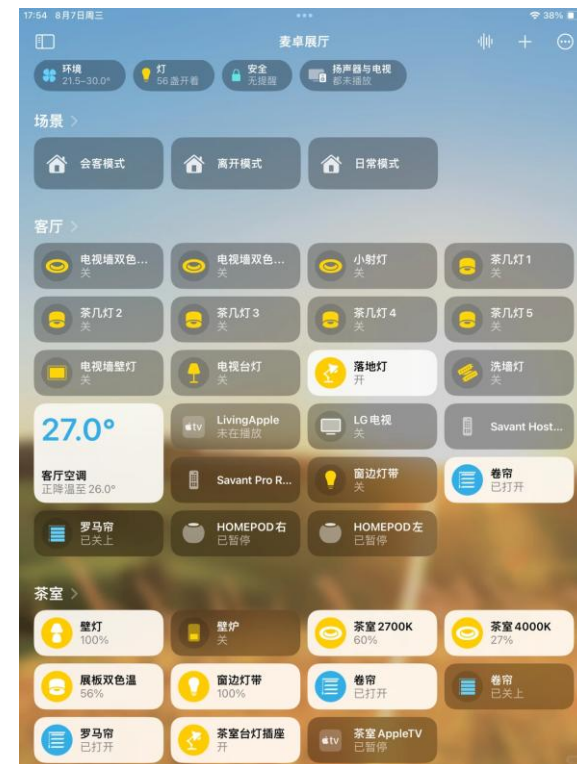 17:54 8月7日周三
38%
麦卓展厅
环境
21.5–30.0°
灯
56 盏开着
安全
无提醒
扬声器与电视
都未播放
场景
会客模式
离开模式
日常模式
客厅
电视墙双色...
关
电视墙双色...
关
小射灯
关
茶几灯1
关
茶几灯2
关
茶几灯3
关
茶几灯4
关
茶几灯5
关
电视墙壁灯
关
电视台灯
关
落地灯
开
洗墙灯
关
27.0°
客厅空调
正降温至 26.0°
LivingApple
未在播放
LG电视
关
Savant Host...
Savant Pro R...
窗边灯带
关
卷帘
已打开
罗马帘
已关上
HOMEPOD右
已暂停
HOMEPOD左
已暂停
茶室
壁灯
100%
壁炉
关
茶室2700K
60%
茶室4000K
27%
展板双色温
56%
窗边灯带
100%
卷帘
已打开
卷帘
已关上
罗马帘
已打开
茶室台灯插座
开
tv
茶室AppleTV
已暂停